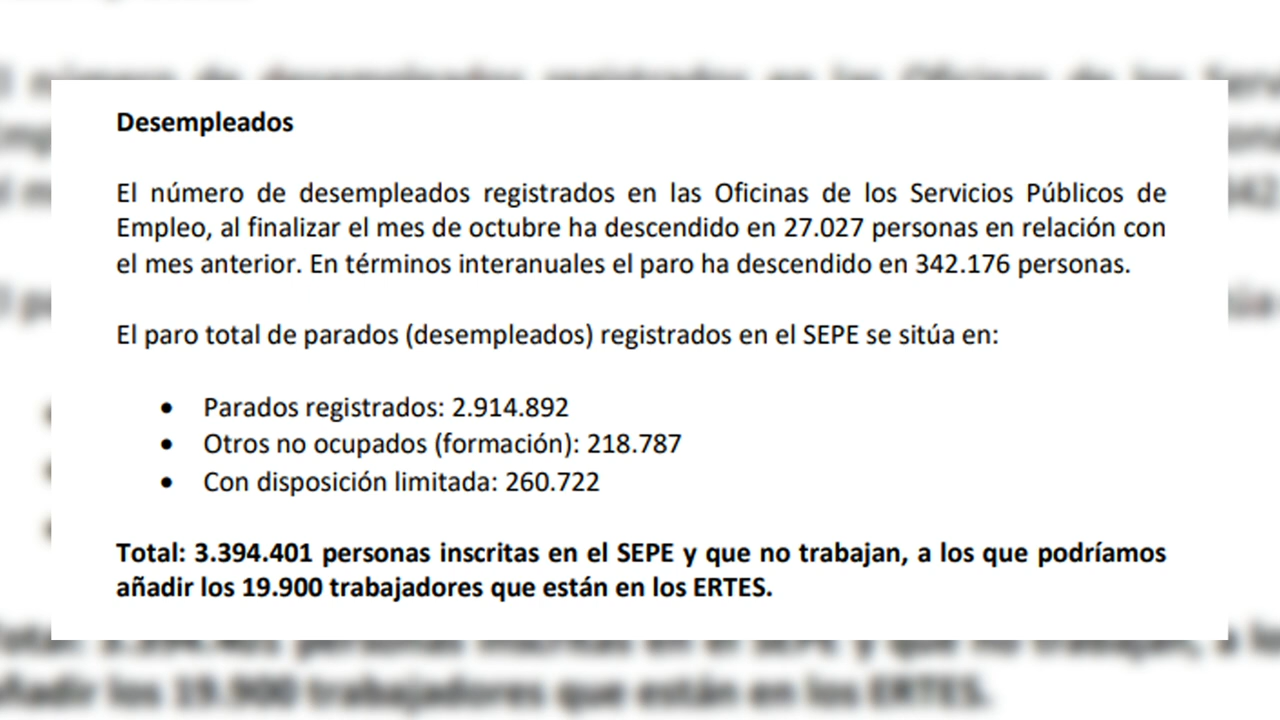 Desempleados
El número de desempleados registrados en las Oficinas de los Servicios Públicos de
Empleo, al finalizar el mes de octubre ha descendido en 27.027 personas en relación con
el mes anterior. En términos interanuales el paro ha descendido en 342.176 personas.
El paro total de parados (desempleados) registrados en el SEPE se sitúa en:
• Parados registrados: 2.914.892
• Otros no ocupados (formación): 218.787
• Con disposición limitada: 260.722
Total: 3.394.401 personas inscritas en el SEPE y que no trabajan, a los que podríamos
añadir los 19.900 trabajadores que están en los ERTES.